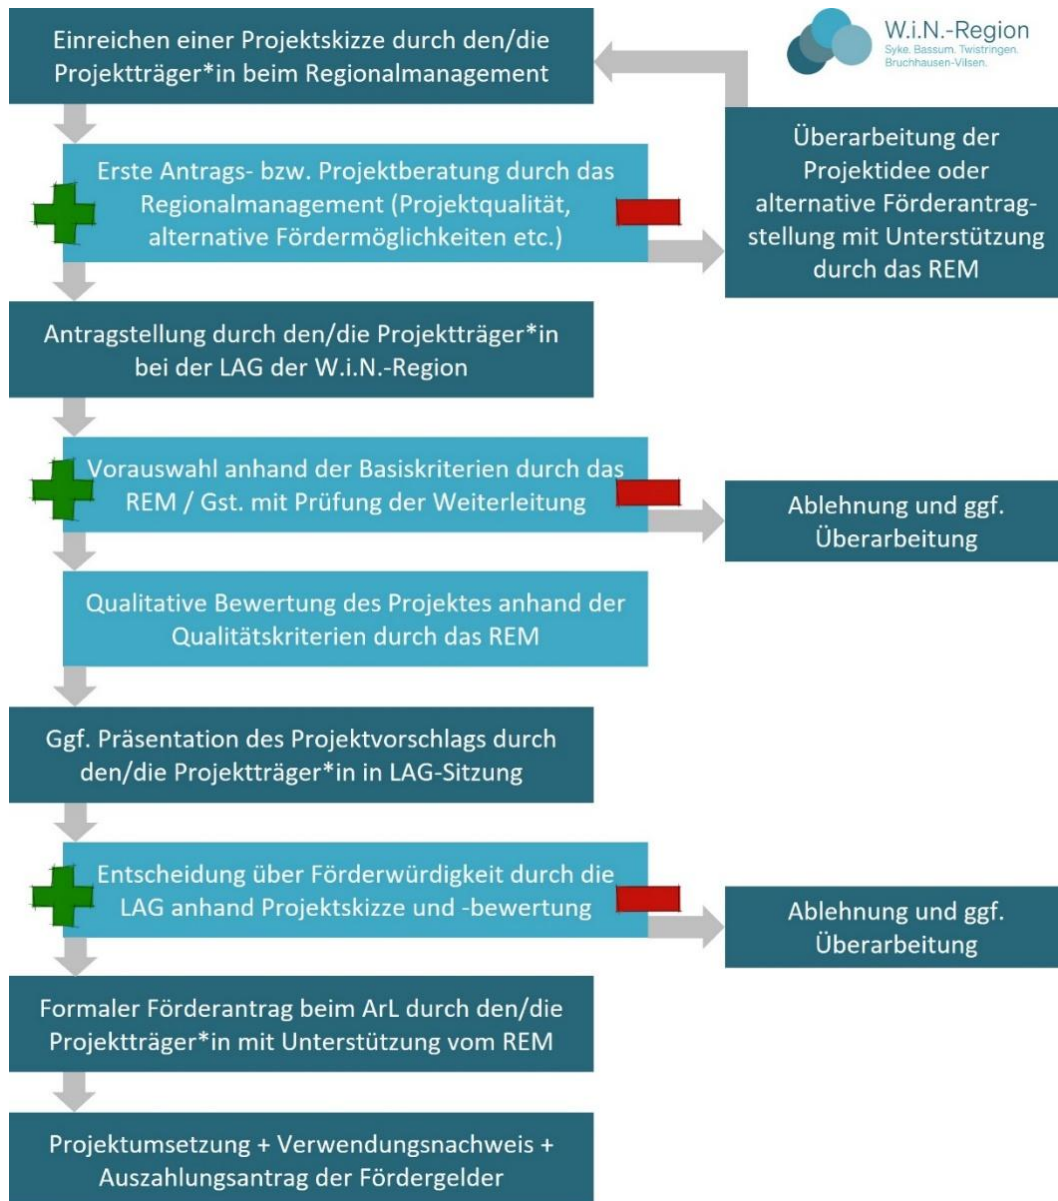 Einreichen einer Projektskizze durch den/die
Projektträger*in beim Regionalmanagement
W.i.N.-Region
Syke. Bassum. Twistringen.
Bruchhausen-Vilsen.
Erste Antrags- bzw. Projektberatung durch das
Regionalmanagement (Projektqualität,
alternative Fördermöglichkeiten etc.)
Überarbeitung der
Projektidee oder
alternative Förderantrag-
stellung mit Unterstützung
durch das REM
Antragstellung durch den/die Projektträger*in
bei der LAG der W.i.N.-Region
Vorauswahl anhand der Basiskriterien durch das
REM / Gst. mit Prüfung der Weiterleitung
Ablehnung und ggf.
Überarbeitung
Qualitative Bewertung des Projektes anhand der
Qualitätskriterien durch das REM
Ggf. Präsentation des Projektvorschlags durch
den/die Projektträger*in in LAG-Sitzung
Entscheidung über Förderwürdigkeit durch die
LAG anhand Projektskizze und -bewertung
Ablehnung und ggf.
Überarbeitung
Formaler Förderantrag beim ArL durch den/die
Projektträger*in mit Unterstützung vom REM
Projektumsetzung + Verwendungsnachweis +
Auszahlungsantrag der Fördergelder